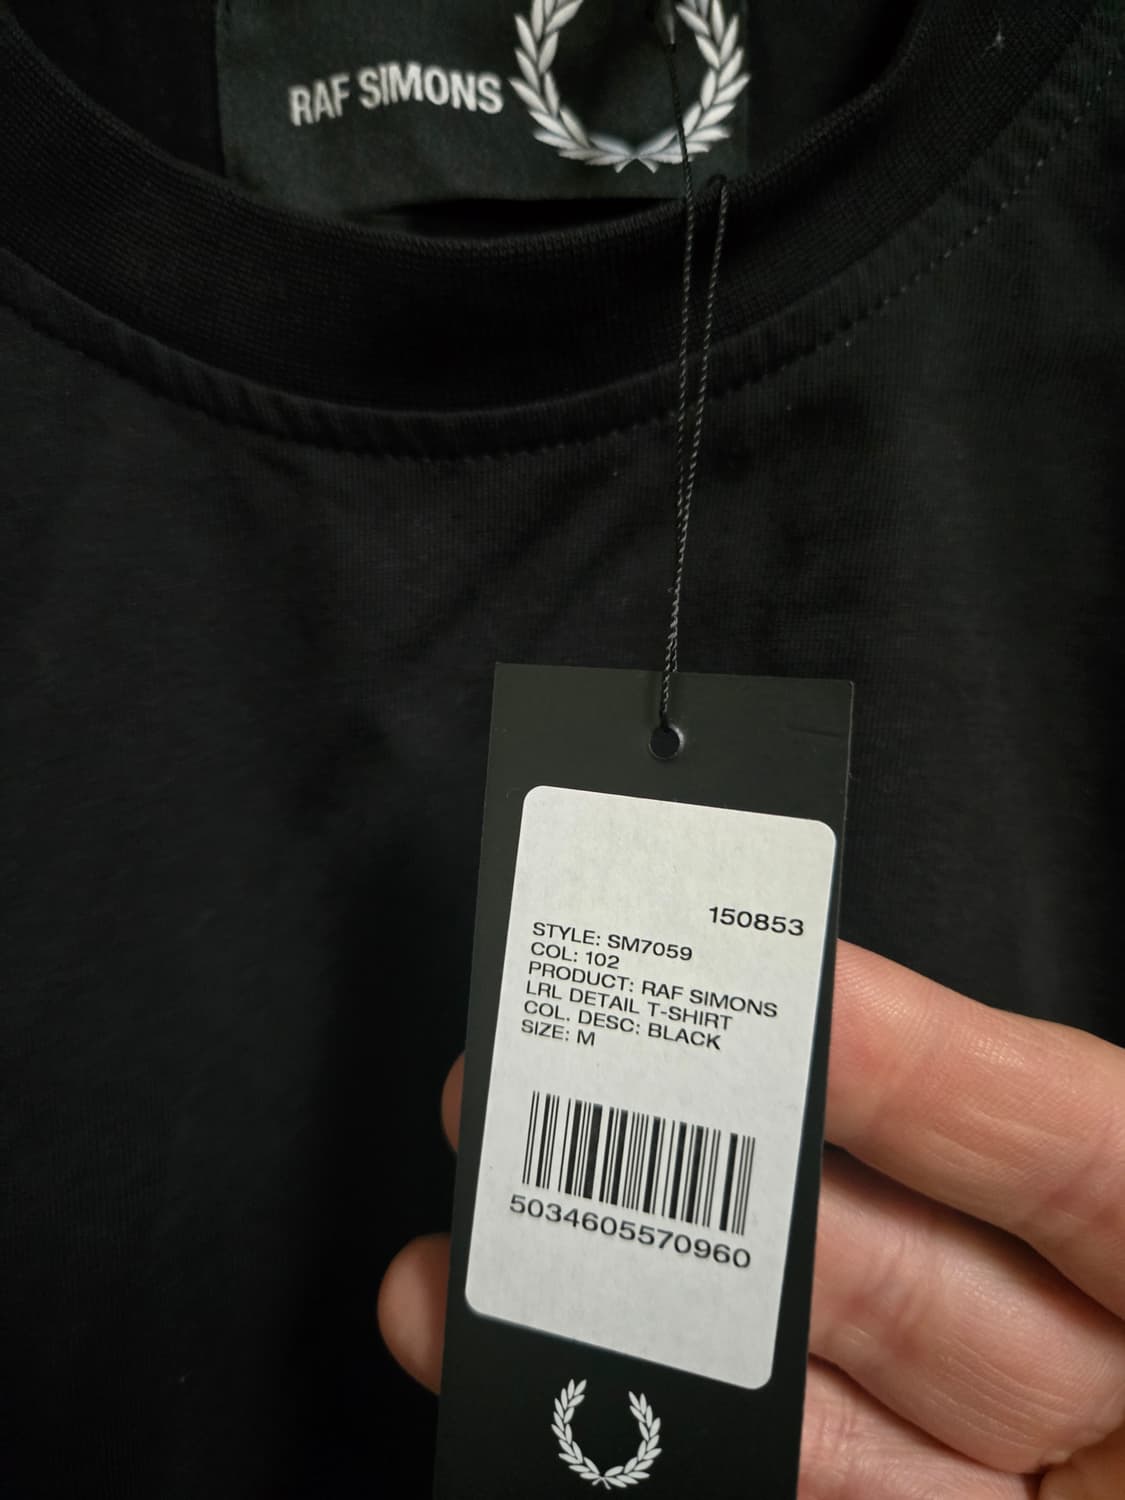 RAF SIMONS
150853
STYLE: SM7059
COL: 102
PRODUCT: RAF SIMONS
LRL DETAIL T-SHIRT
COL. DESC: BLACK
SIZE: M
5034605570960